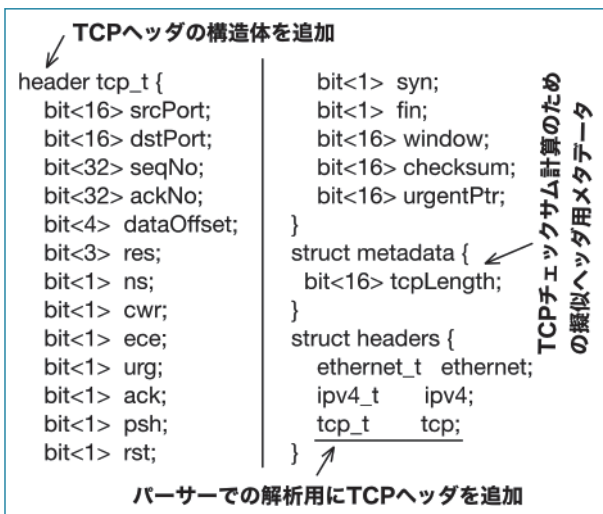 TCPヘッダの構造体を追加
header tcp_t {
bit<16> srcPort;
bit<16> dstPort;
bit<32> seqNo;
bit<32> ackNo;
bit<4> dataOffset;
bit<3> res;
bit<1> ns;
bit<1> cwr;
bit<1> ece;
bit<1> urg;
bit<1> ack;
bit<1> psh;
bit<1> rst;
bit<1> syn;
bit<1> fin;
bit<16> window;
bit<16> checksum;
bit<16> urgentPtr;
}
struct metadata {
bit<16> tcpLength;
}
struct headers {
ethernet_t ethernet;
ipv4_t ipv4;
tcp_t tcp;
}
TCPチェックサム計算のため
の擬似ヘッダ用メタデータ
パーサーでの解析用にTCPヘッダを追加